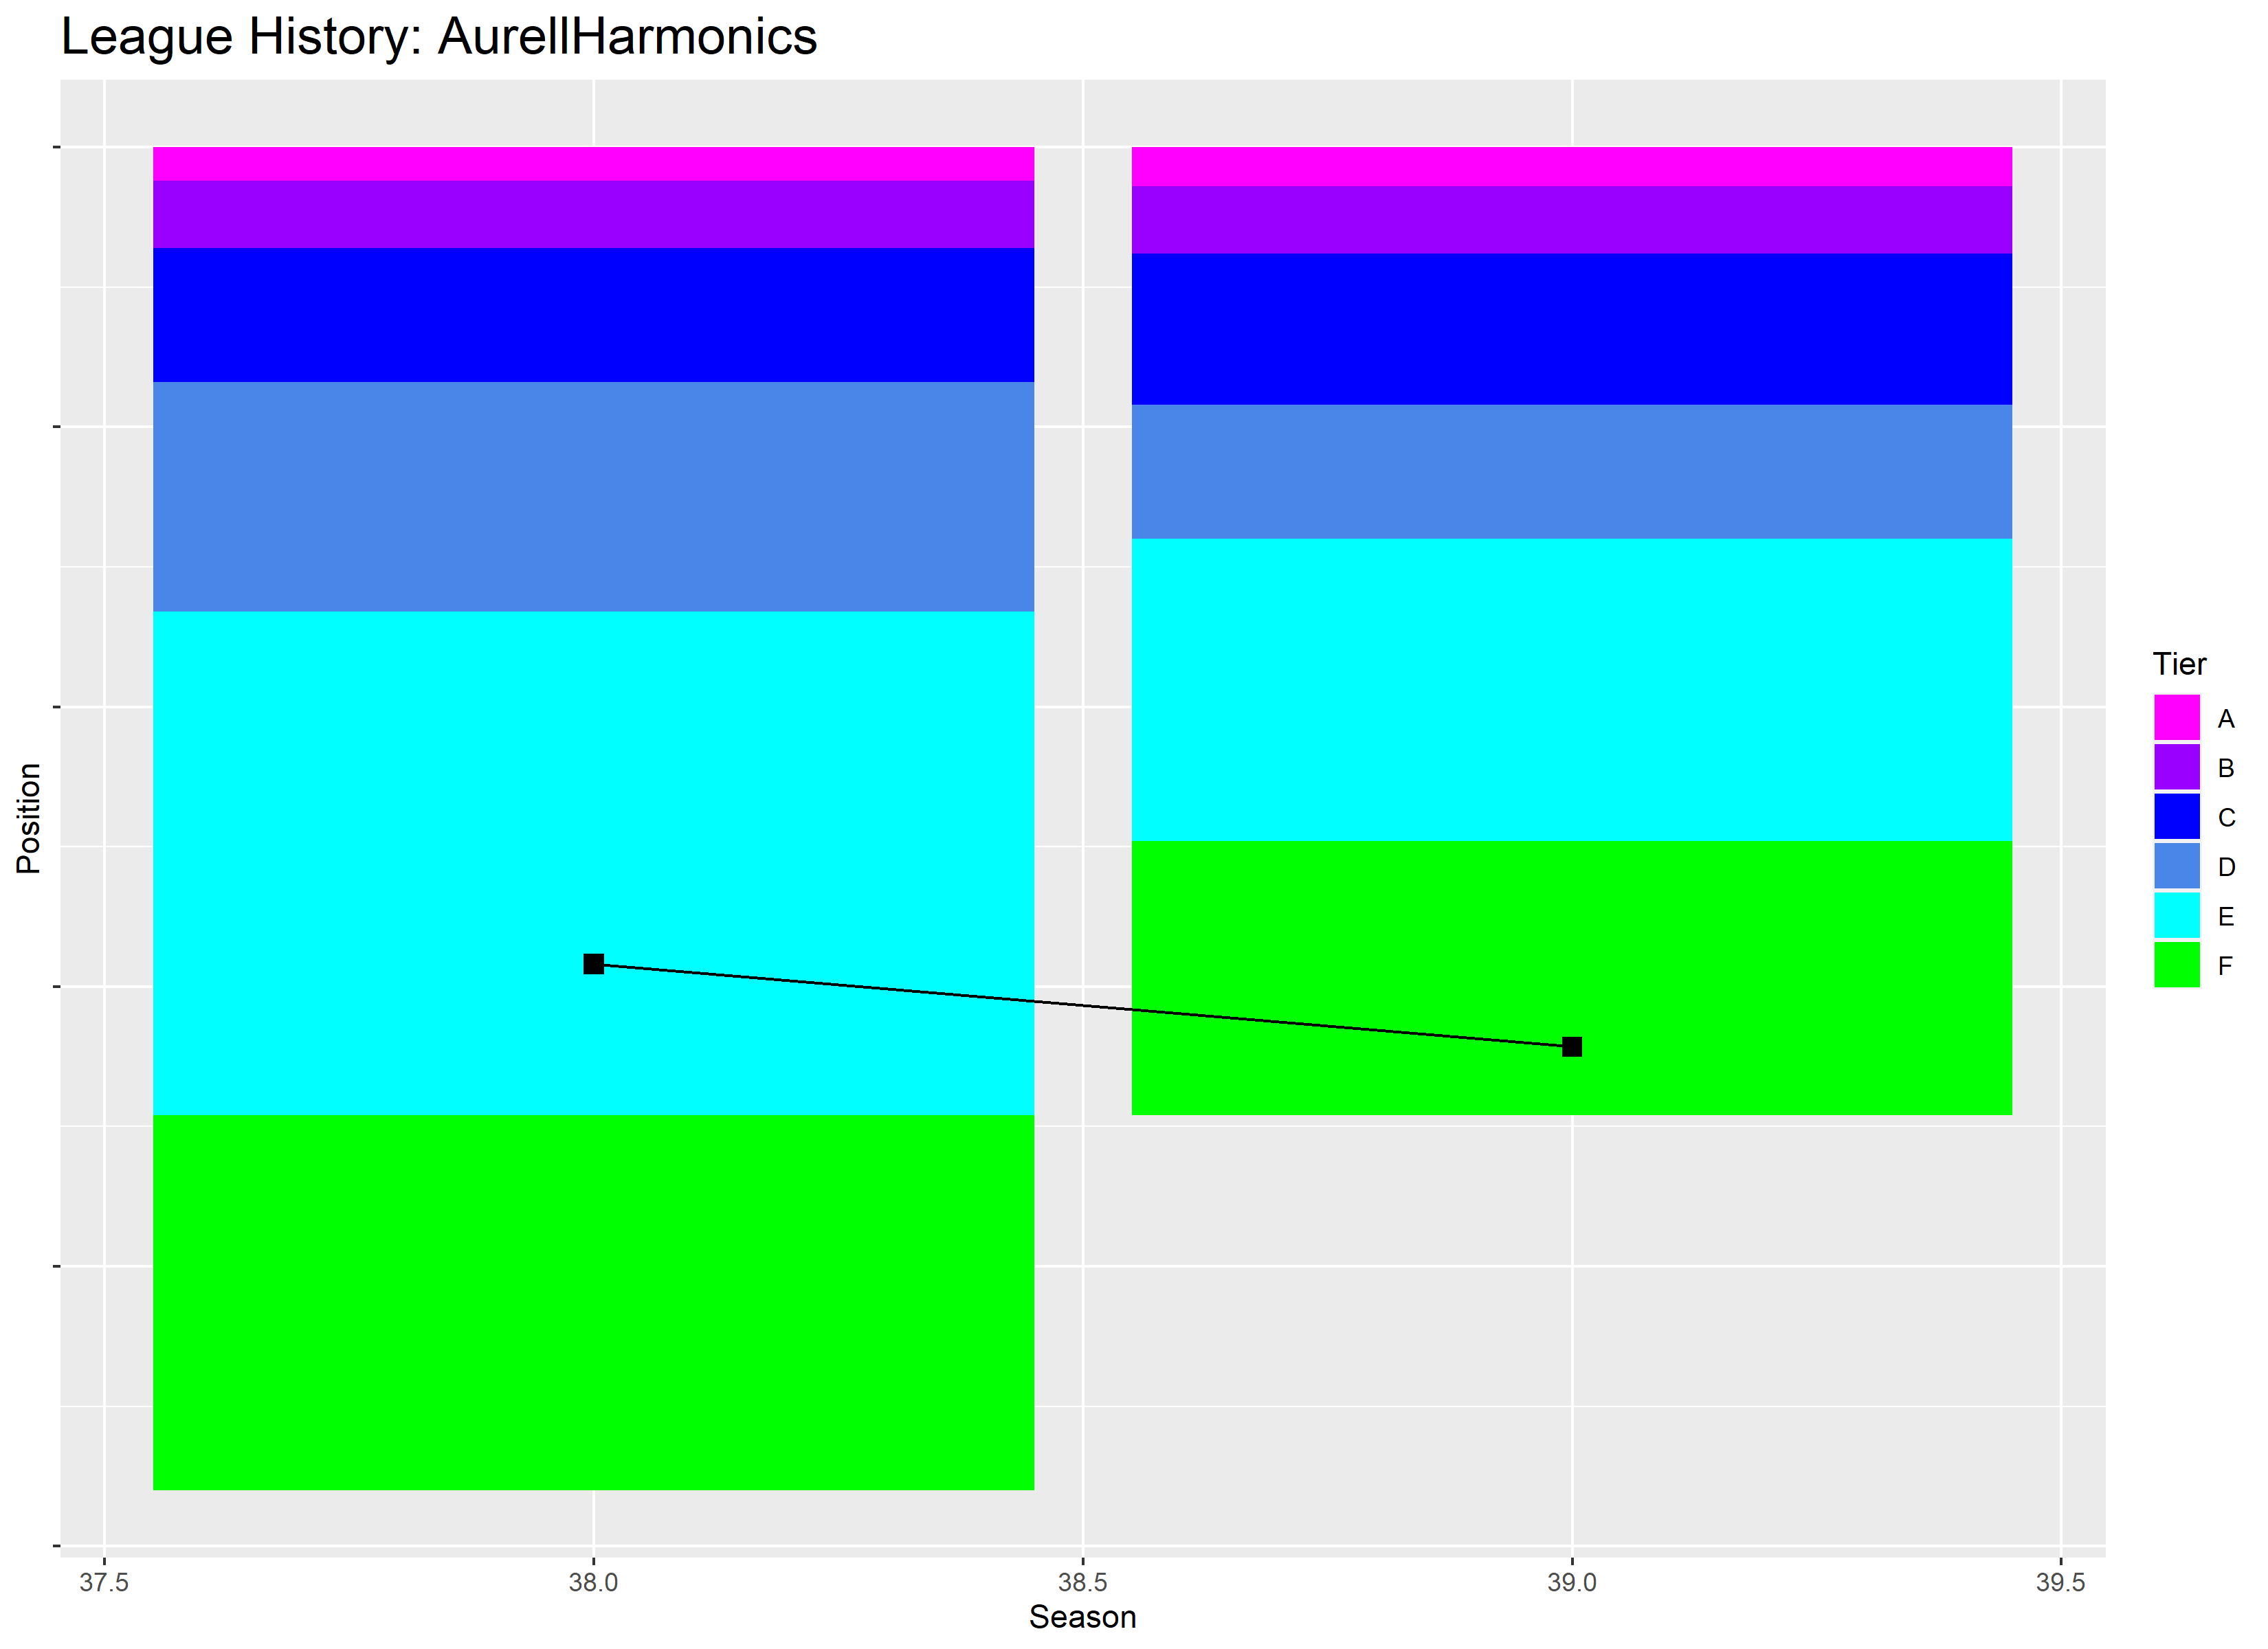 League History: AurellHarmonics
Position
37.5
38.0
38.5
39.0
39.5
Season
Tier
A
B
C
D
E
F